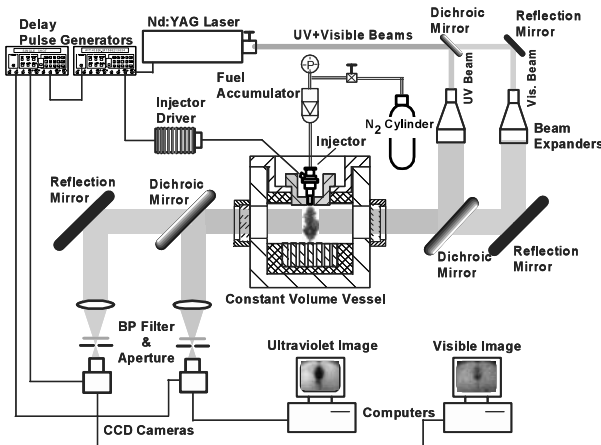 Delay
Pulse Generators
Nd:YAG Laser
UV+Visible Beams
Dichroic
Mirror
Reflection
Mirror
Fuel
Accumulator
P
Injector
Driver
N2 Cylinder
Injector
UV Beam
Vis. Beam
Beam
Expanders
Reflection
Mirror
Dichroic
Mirror
Dichroic
Mirror
Reflection
Mirror
Constant Volume Vessel
BP Filter
&
Aperture
Ultraviolet Image
Visible Image
CCD Cameras
Computers